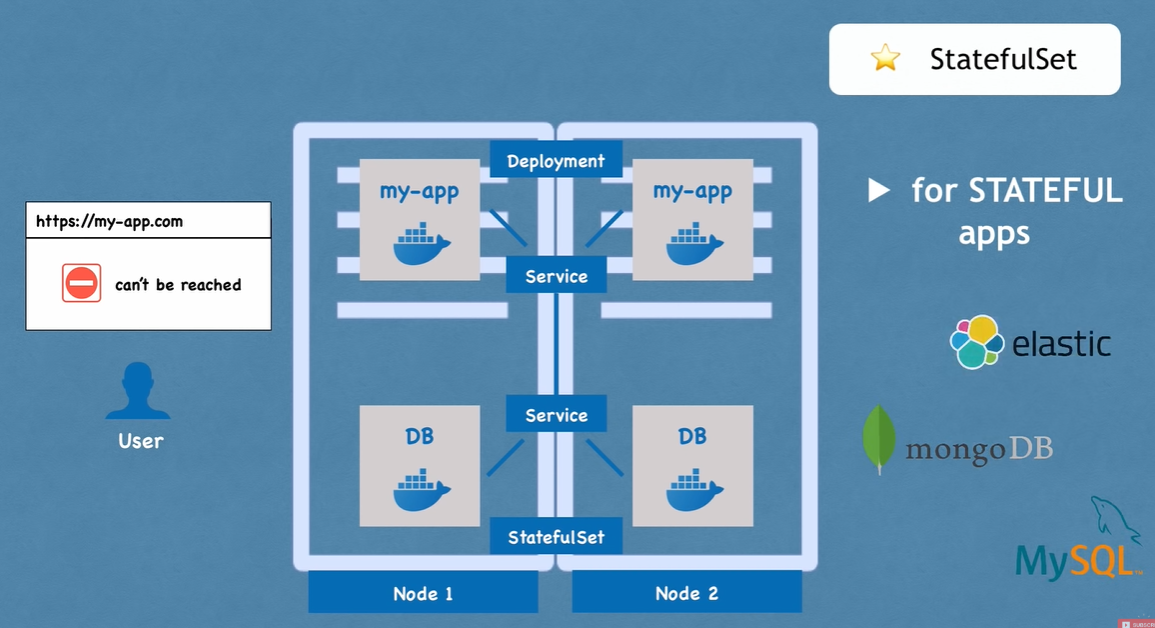 StatefulSet
for STATEFUL
apps
https://my-app.com
can't be reached
User
Deployment
my-app
my-app
Service
Service
DB
DB
StatefulSet
Node 1
Node 2
elastic
mongoDB
MySQL